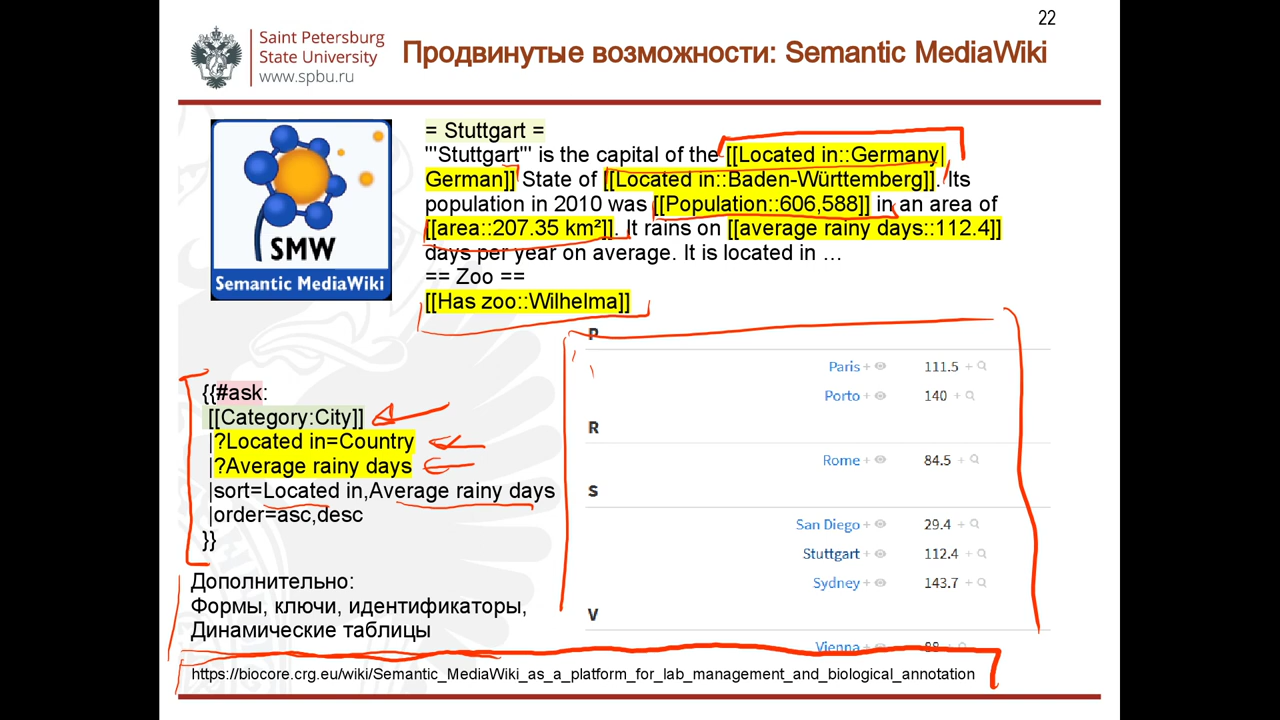 22
Saint Petersburg
State University
www.spbu.ru
Продвинутые возможности: Semantic MediaWiki
SMW
Semantic MediaWiki
= Stuttgart =
'''Stuttgart''' is the capital of the [[Located in::Germany|
German]] State of [[Located in::Baden-Württemberg]]. Its
population in 2010 was [[Population::606,588]] in an area of
[[area::207.35 km²]]. It rains on [[average rainy days::112.4]]
days per year on average. It is located in …
== Zoo ==
[[Has zoo::Wilhelma]]
{{#ask:
[[Category:City]]
|?Located in=Country
|?Average rainy days
|sort=Located in,Average rainy days
|order=asc,desc
}}
P
Paris + 111.5 +
Porto + 140 +
R
Rome + 84.5 +
S
San Diego + 29.4 +
Stuttgart + 112.4 +
Sydney + 143.7 +
V
Vienna + 88 +
Дополнительно:
Формы, ключи, идентификаторы,
Динамические таблицы
https://biocore.crg.eu/wiki/Semantic_MediaWiki_as_a_platform_for_lab_management_and_biological_annotation